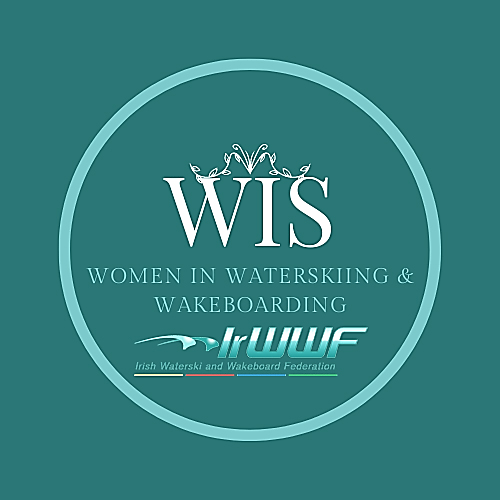 WIS
WOMEN IN WATERSKIING &
WAKEBOARDING
IrWWF
Irish Waterski and Wakeboard Federation